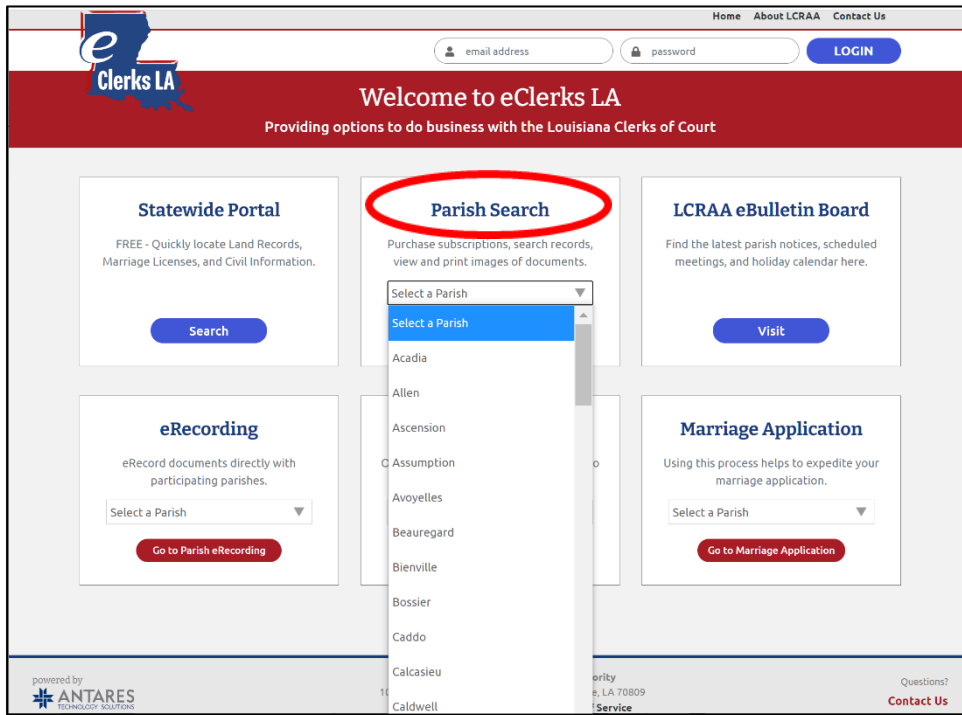 Home About LCRAA Contact Us
e
Clerks LA
email address
password
LOGIN
Welcome to eClerks LA
Providing options to do business with the Louisiana Clerks of Court
Statewide Portal
FREE - Quickly locate Land Records,
Marriage Licenses, and Civil Information.
Search
Parish Search
Purchase subscriptions, search records,
view and print images of documents.
Select a Parish
Select a Parish
Acadia
Allen
Ascension
Assumption
Avoyelles
Beauregard
Bienville
Bossier
Caddo
Calcasieu
Caldwell
LCRAA eBulletin Board
Find the latest parish notices, scheduled
meetings, and holiday calendar here.
Visit
eRecording
eRecord documents directly with
participating parishes.
Select a Parish
Go to Parish eRecording
Marriage Application
Using this process helps to expedite your
marriage application.
Select a Parish
Go to Marriage Application
powered by
ANTARES
TECHNOLOGY SOLUTIONS
LA 70809
Service
Questions?
Contact Us